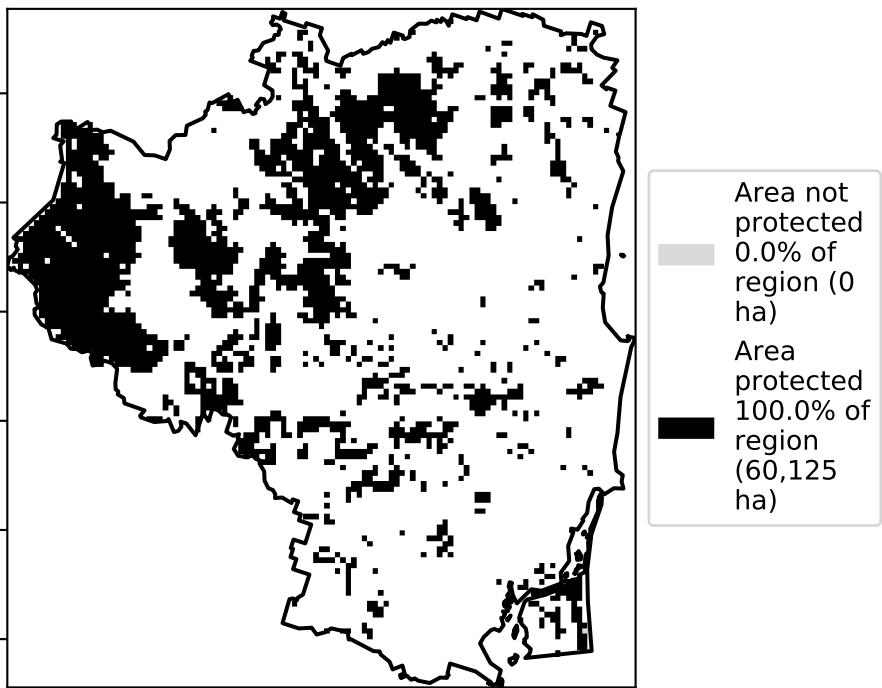 Area not
protected
0.0% of
region (0
ha)
Area
protected
100.0% of
region
(60,125
ha)